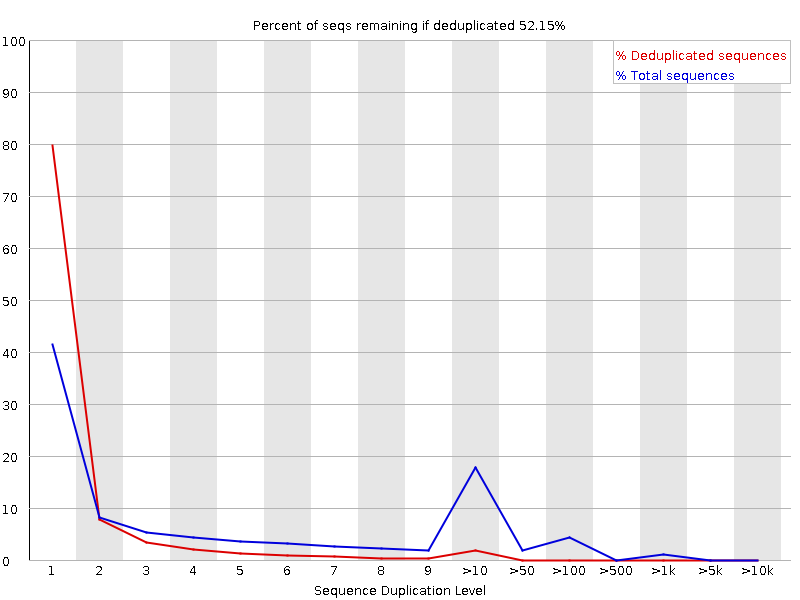 Percent of seqs remaining if deduplicated 52.15%
% Deduplicated sequences
% Total sequences
100
90
80
70
60
50
40
30
20
10
0
1 2 3 4 5 6 7 8 9 >10 >50 >100 >500 >1k >5k >10k
Sequence Duplication Level